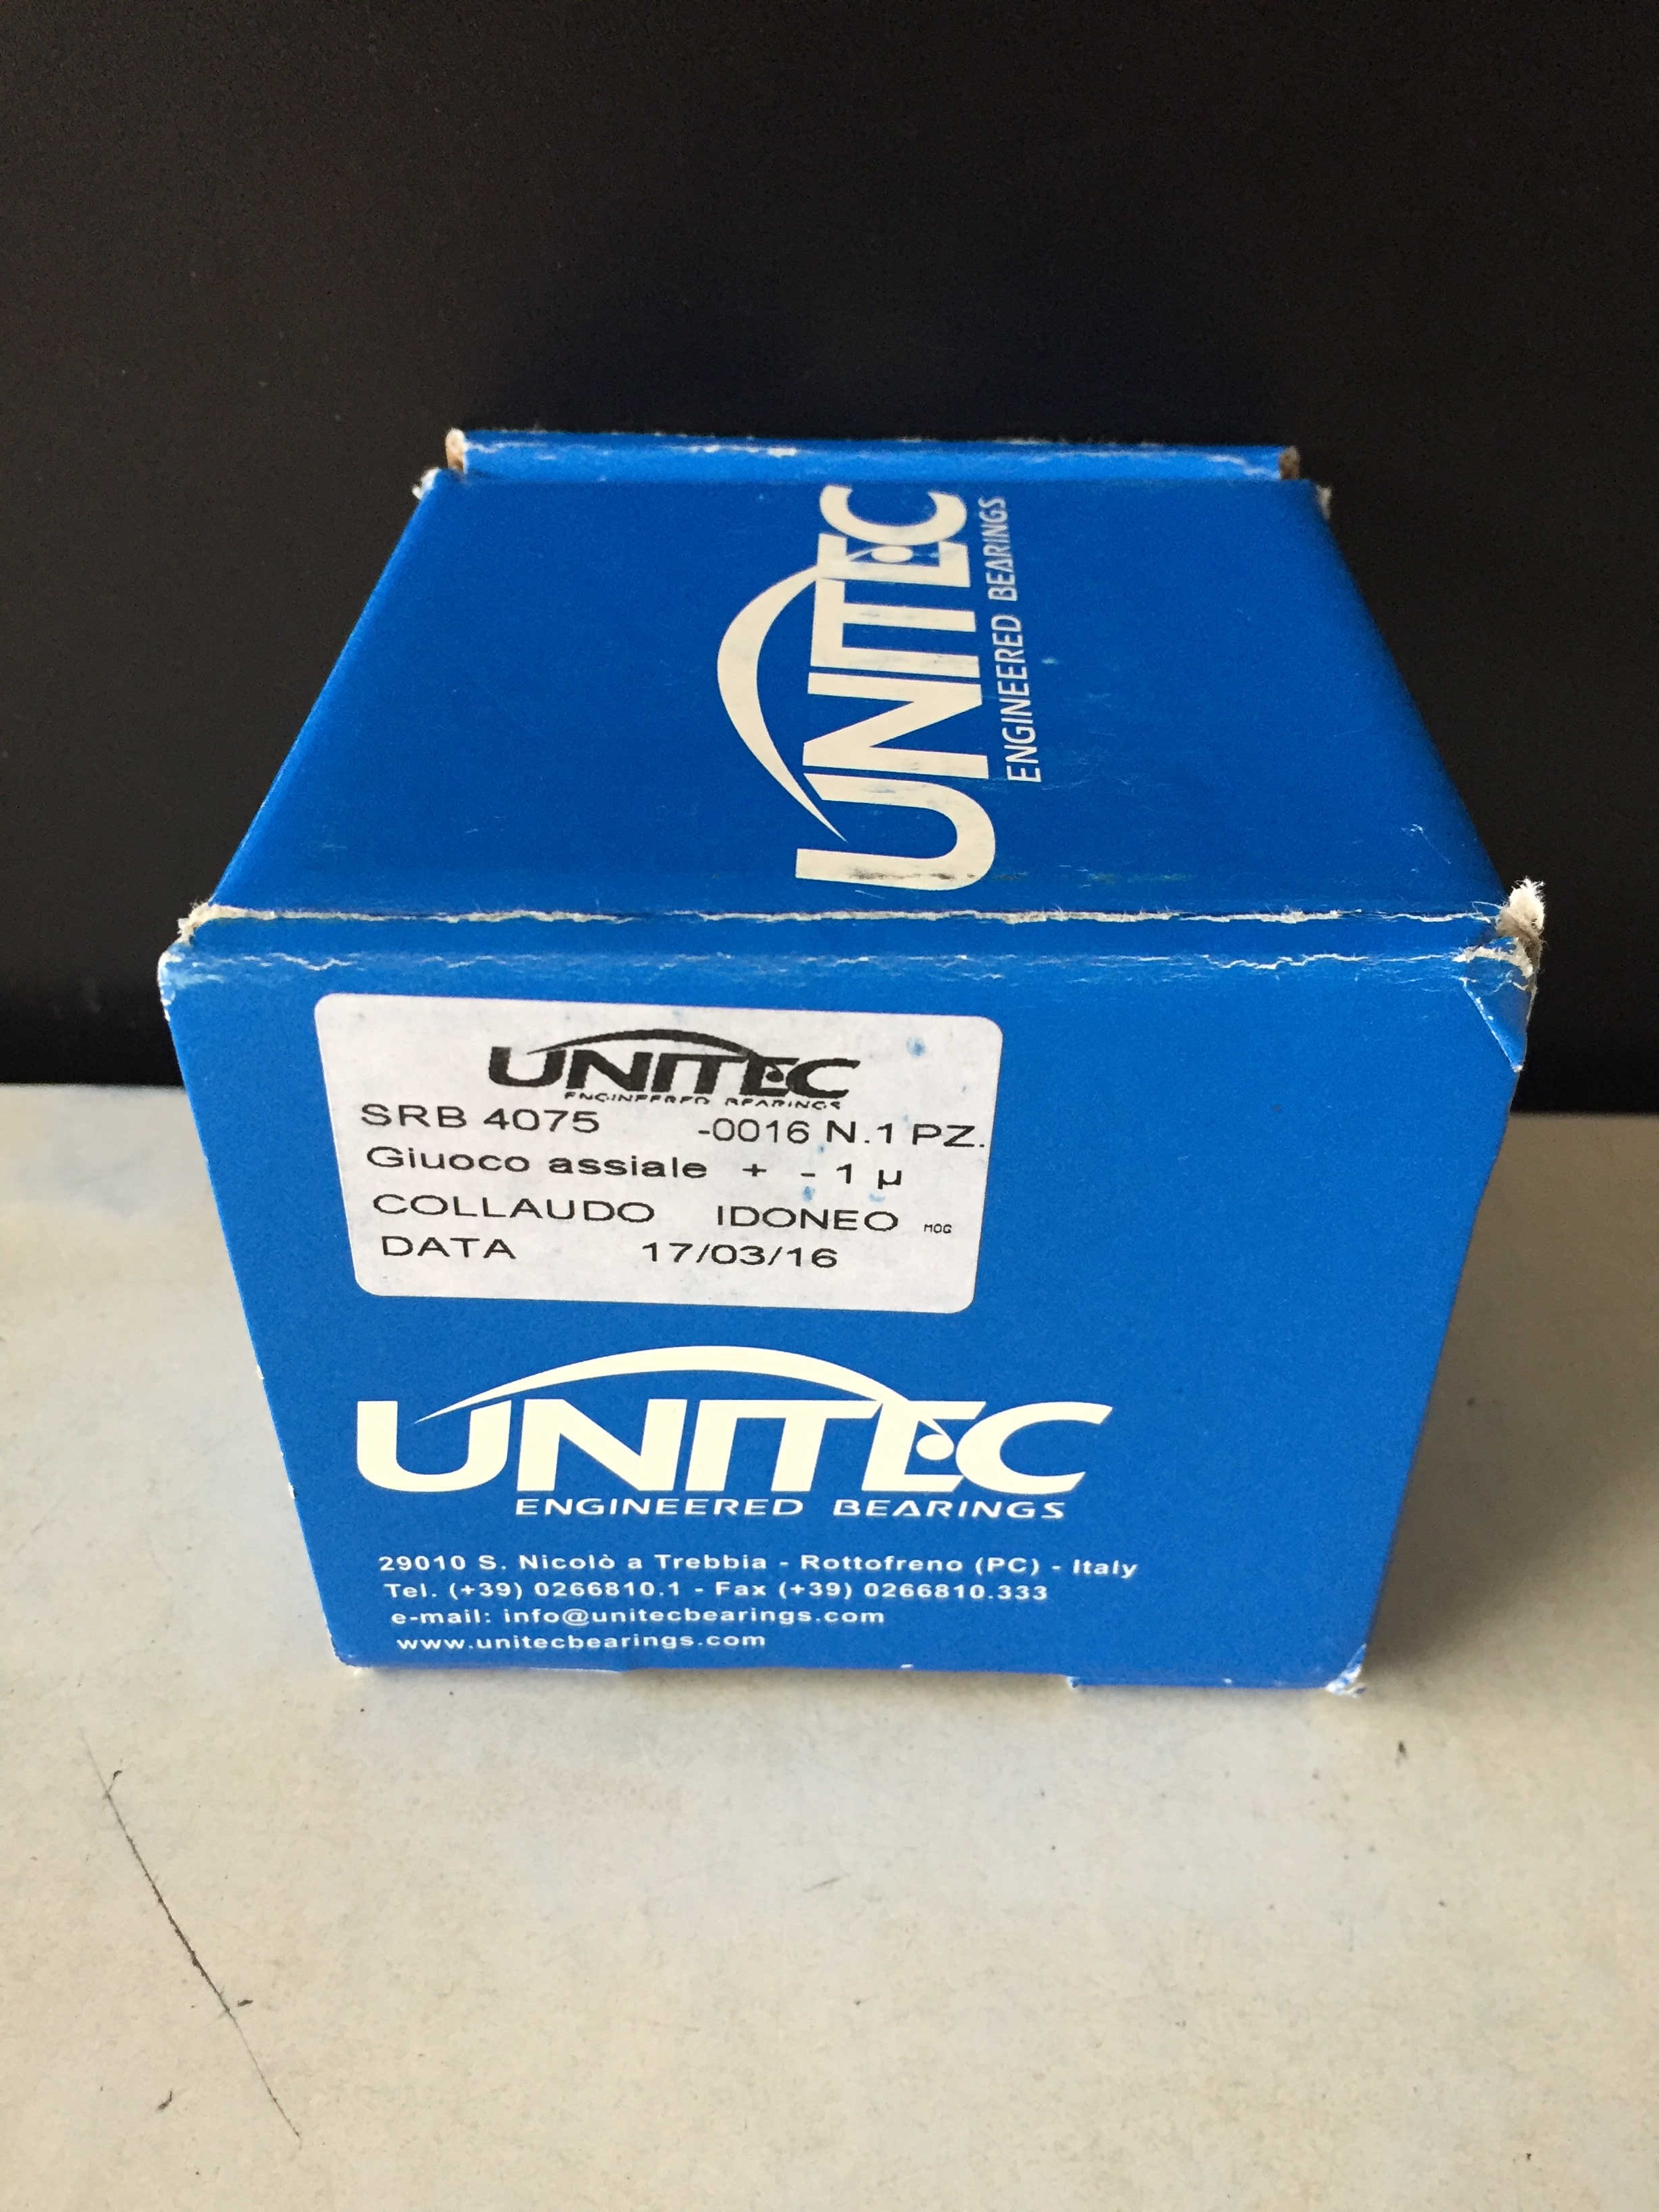 UNITEC
ENGINEERED BEARINGS
UNITEC
ENGINEERED BEARINGS
SRB 4075 -0016 N.1 PZ.
Giuoco assiale + - 1 µ
COLLAUDO IDONEO MOG
DATA 17/03/16
UNITEC
ENGINEERED BEARINGS
29010 S. Nicolò a Trebbia - Rottofreno (PC) - Italy
Tel. (+39) 0266810.1 - Fax (+39) 0266810.333
e-mail: info@unitecbearings.com
www.unitecbearings.com